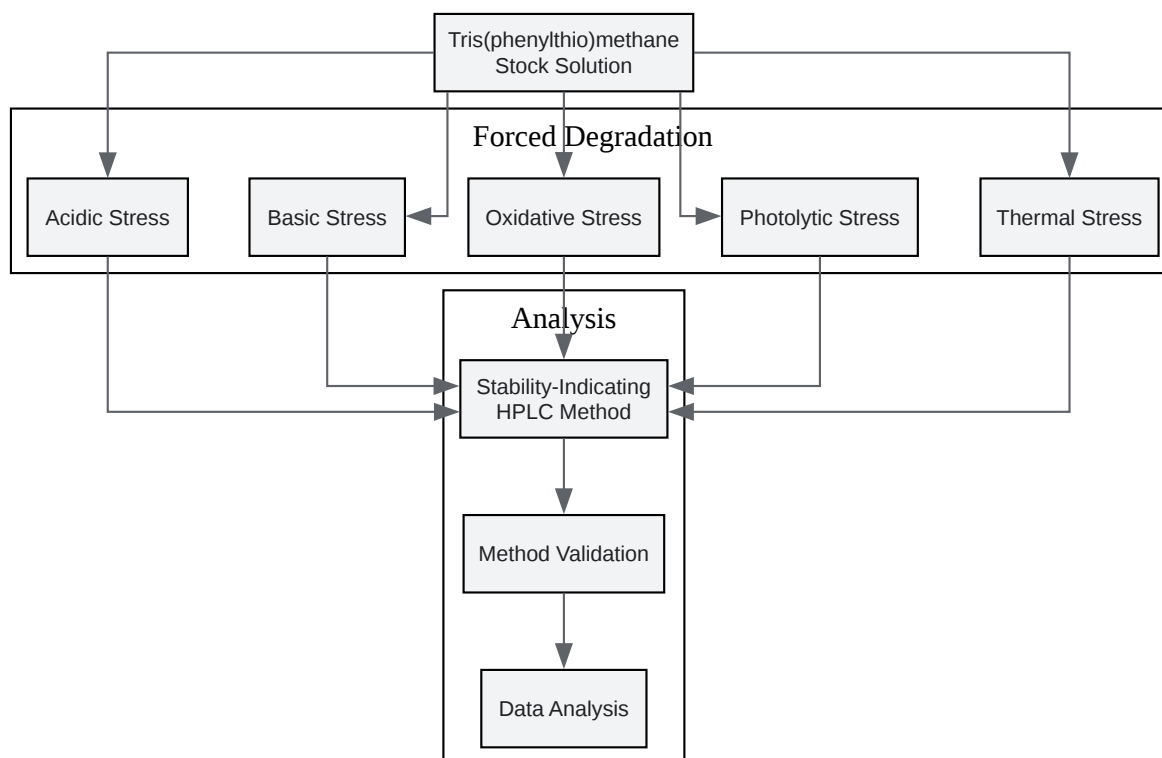 Tris(phenylthio)methane
Stock Solution
Forced Degradation
Acidic Stress
Basic Stress
Oxidative Stress
Photolytic Stress
Thermal Stress
Analysis
Stability-Indicating
HPLC Method
Method Validation
Data Analysis